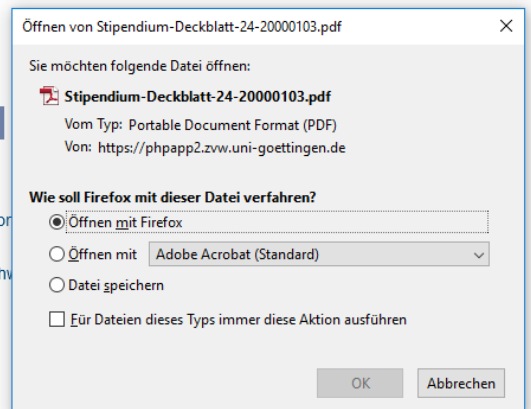 Öffnen von Stipendium-Deckblatt-24-20000103.pdf
Sie möchten folgende Datei öffnen:
Stipendium-Deckblatt-24-20000103.pdf
Vom Typ: Portable Document Format (PDF)
Von: https://phpapp2.zvw.uni-goettingen.de
Wie soll Firefox mit dieser Datei verfahren?
Öffnen mit Firefox
Öffnen mit Adobe Acrobat (Standard)
Datei speichern
Für Dateien dieses Typs immer diese Aktion ausführen
OK Abbrechen